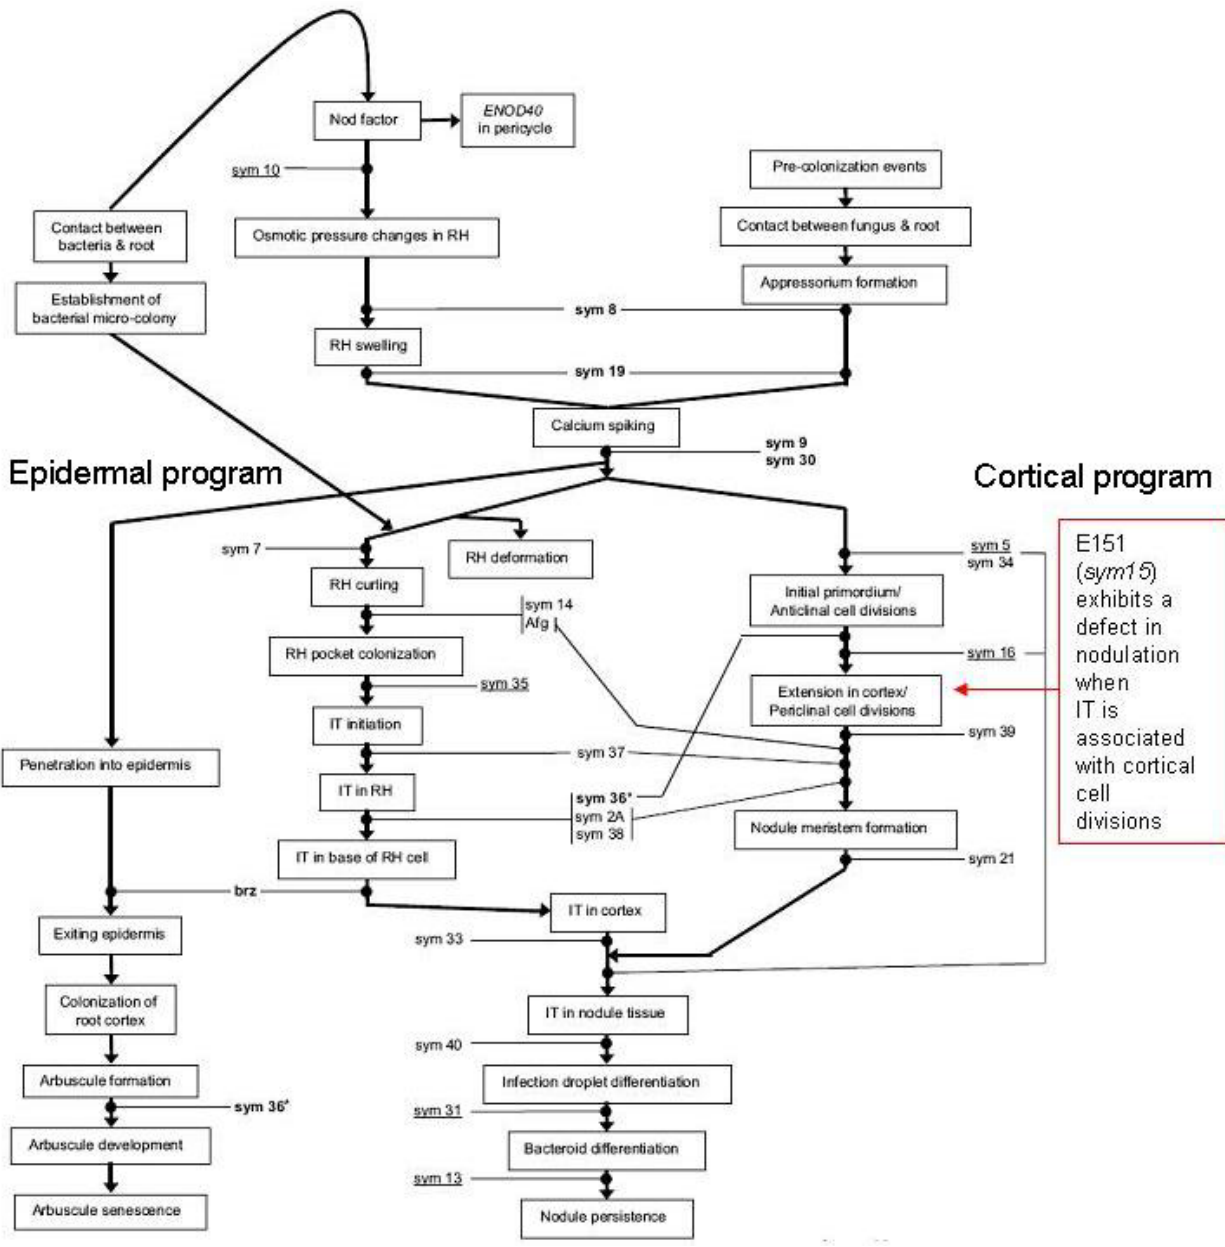 ENOD40
in pericycle
Nod factor
sym 10
Pre-colonization events
Contact between
bacteria & root
Osmotic pressure changes in RH
Contact between fungus & root
Appressorium formation
Establishment of
bacterial micro-colony
sym 8
RH swelling
sym 19
Calcium spiking
sym 9
sym 30
Epidermal program
Cortical program
sym 7
RH deformation
sym 5
sym 34
E151
(sym15)
exhibits a
defect in
nodulation
when
IT is
associated
with cortical
cell
divisions
RH curling
Initial primordium/
Anticlinal cell divisions
sym 14
Afg
RH pocket colonization
sym 16
sym 35
Extension in cortex/
Periclinal cell divisions
IT initiation
sym 39
sym 37
Penetration into epidermis
IT in RH
sym 36*
sym 2A
sym 38
Nodule meristem formation
IT in base of RH cell
sym 21
brz
IT in cortex
Exiting epidermis
sym 33
Colonization of
root cortex
IT in nodule tissue
sym 40
Arbuscule formation
Infection droplet differentiation
sym 36*
sym 31
Arbuscule development
Bacteroid differentiation
sym 13
Arbuscule senescence
Nodule persistence